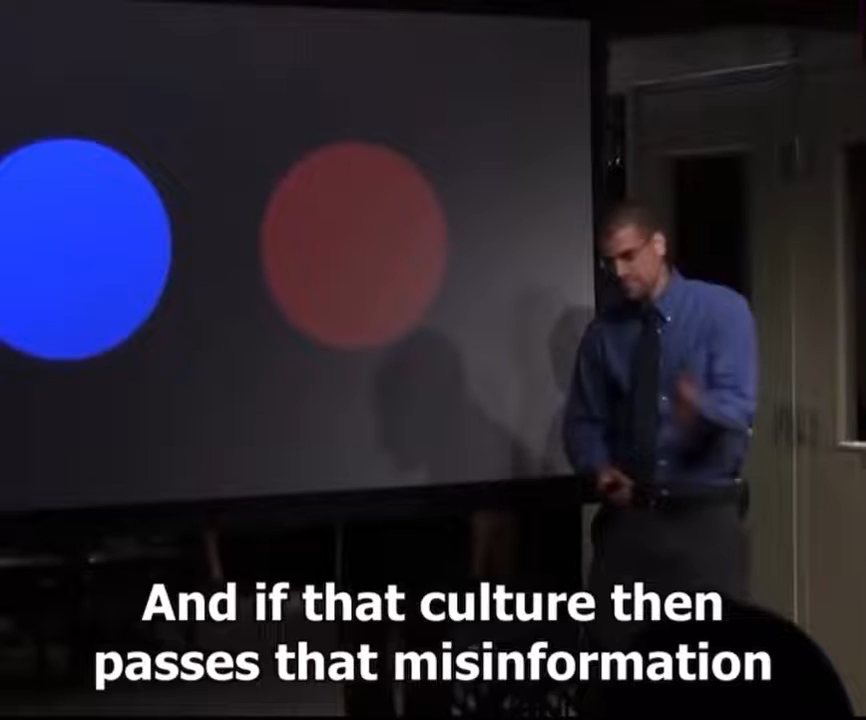 And if that culture then
passes that misinformation